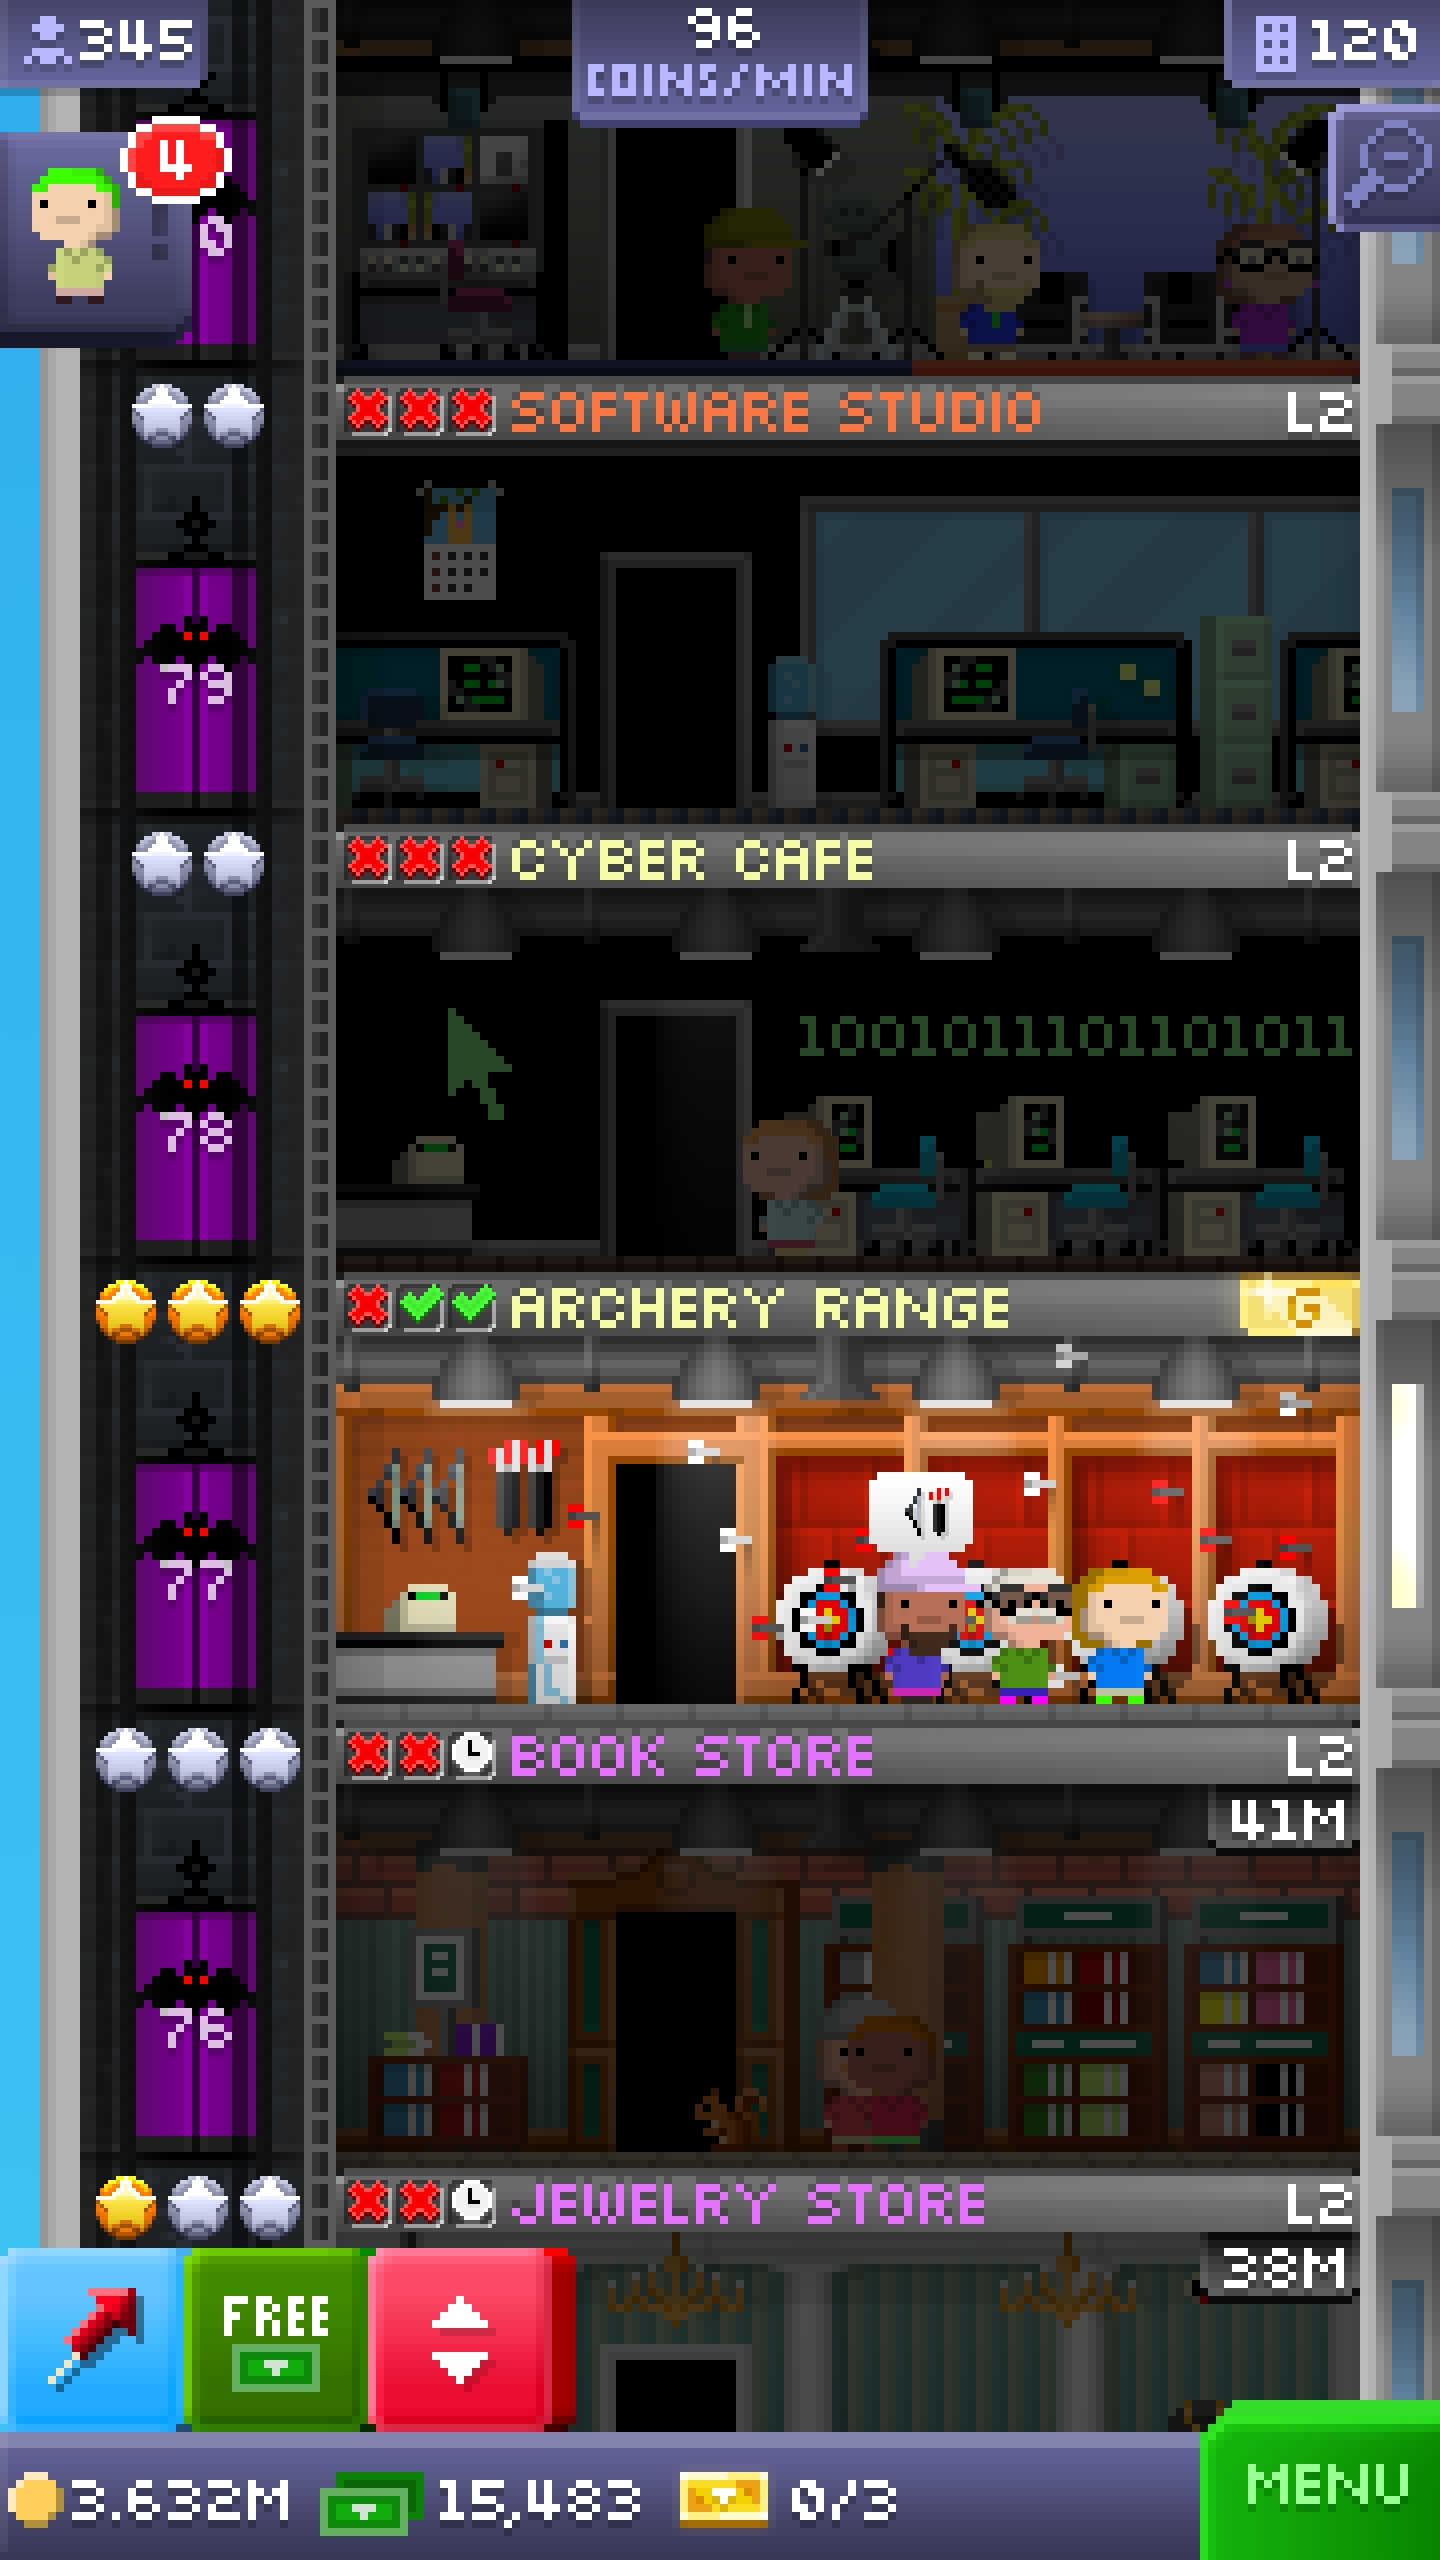 345
96
COINS/MIN
120
4
0
SOFTWARE STUDIO L2
79
CYBER CAFE L2
1001011101101011
78
ARCHERY RANGE G
77
BOOK STORE L2
41M
76
JEWELRY STORE L2
38M
FREE
3.632M 15,483 0/3
MENU